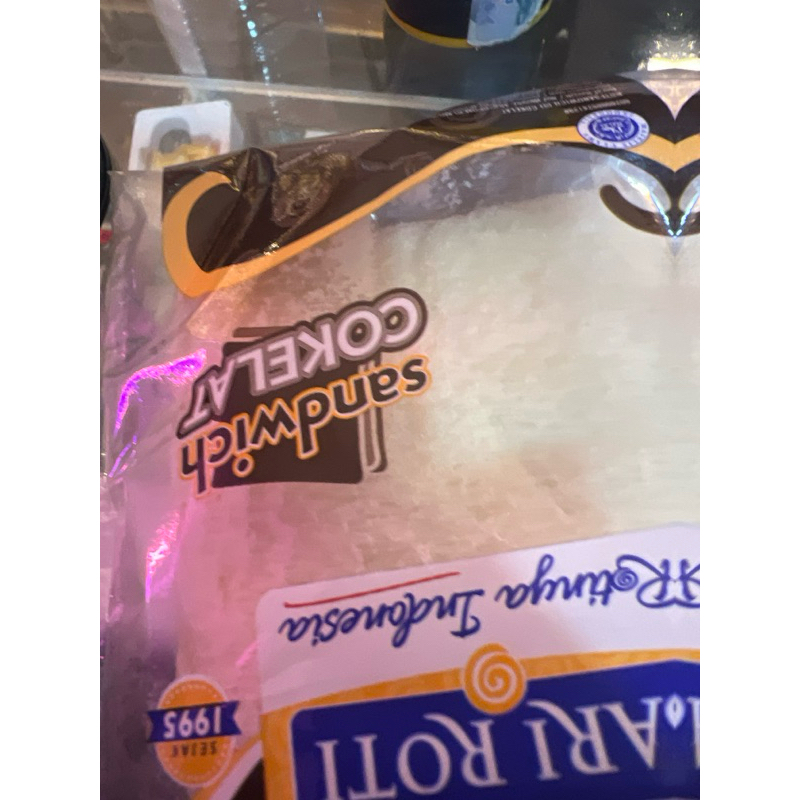 ARI ROTI
SEJAK
1995
Rotinya Indonesia
sandwich
COKELAT